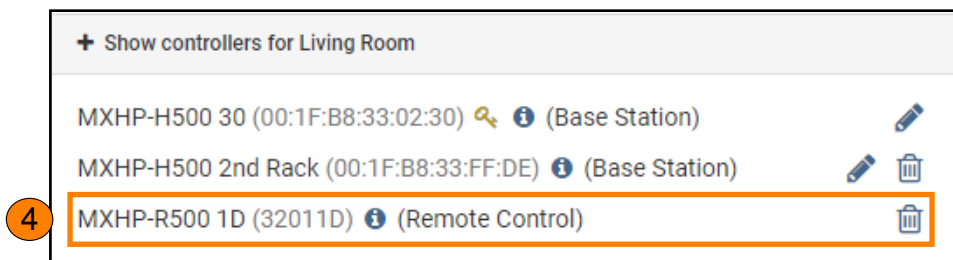 + Show controllers for Living Room
MXHP-H500 30 (00:1F:B8:33:02:30) (Base Station)
MXHP-H500 2nd Rack (00:1F:B8:33:FF:DE) (Base Station)
4 MXHP-R500 1D (32011D) (Remote Control)